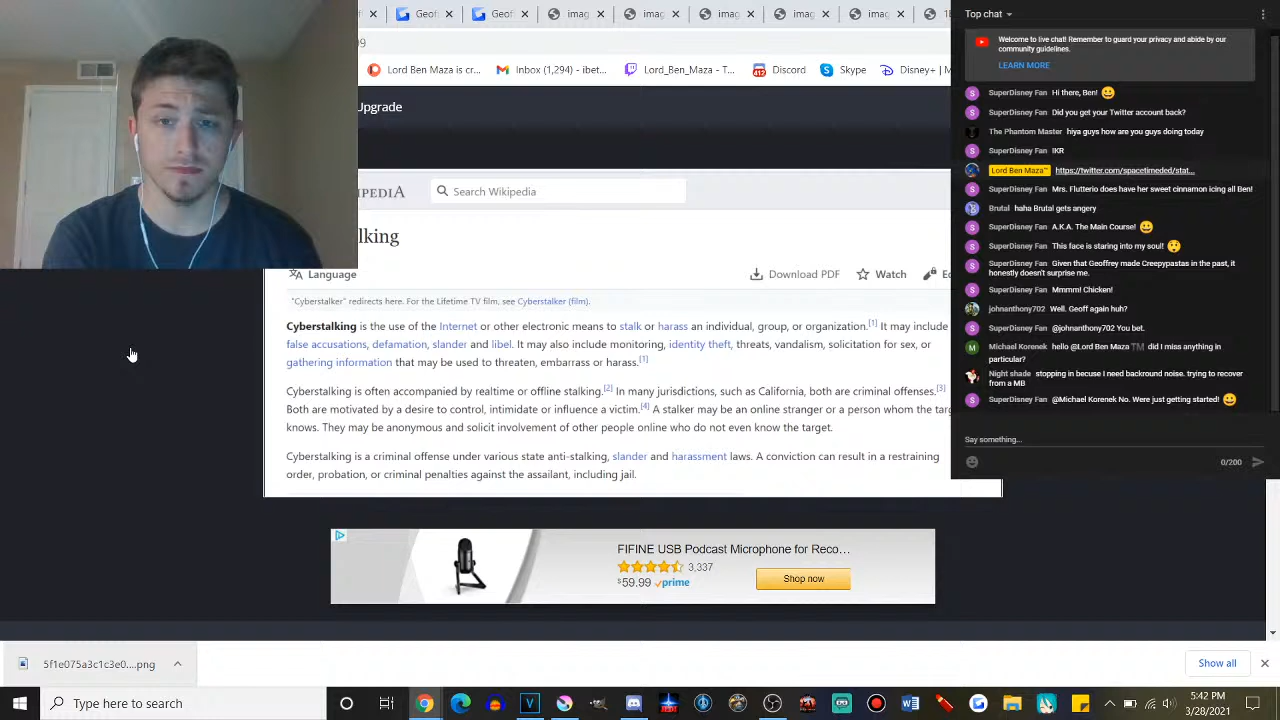 Geoff
imag
imag
imag
imag
09
Lord Ben Maza is cr...
Inbox (1,294) - ibet...
Lord_Ben_Maza - T...
412
Discord
Skype
Disney+ | M
Upgrade
IPEDIA
Search Wikipedia
lking
Language
Download PDF
Watch
"Cyberstalker" redirects here. For the Lifetime TV film, see Cyberstalker (film).
Cyberstalking is the use of the Internet or other electronic means to stalk or harass an individual, group, or organization.[1] It may include
false accusations, defamation, slander and libel. It may also include monitoring, identity theft, threats, vandalism, solicitation for sex, or
gathering information that may be used to threaten, embarrass or harass.[1]
Cyberstalking is often accompanied by realtime or offline stalking.[2] In many jurisdictions, such as California, both are criminal offenses.[3]
Both are motivated by a desire to control, intimidate or influence a victim.[4] A stalker may be an online stranger or a person whom the targ
knows. They may be anonymous and solicit involvement of other people online who do not even know the target.
Cyberstalking is a criminal offense under various state anti-stalking, slander and harassment laws. A conviction can result in a restraining
order, probation, or criminal penalties against the assailant, including jail.
FIFINE USB Podcast Microphone for Reco...
3,337
$59.99 prime
Shop now
Top chat
Welcome to live chat! Remember to guard your privacy and abide by our
community guidelines.
LEARN MORE
S SuperDisney Fan Hi there, Ben! 😀
S SuperDisney Fan Did you get your Twitter account back?
The Phantom Master hiya guys how are you guys doing today
S SuperDisney Fan !KR
Lord Ben Maza™ https://twitter.com/spacetimeded/stat...
S SuperDisney Fan Mrs. Flutterio does have her sweet cinnamon icing all Ben!
Brutal haha Brutal gets angery
S SuperDisney Fan A.K.A. The Main Course! 😀
S SuperDisney Fan This face is staring into my soul! 😲
S SuperDisney Fan Given that Geoffrey made Creepypastas in the past, it
honestly doesn't surprise me.
S SuperDisney Fan Mmmm! Chicken!
johnanthony702 Well. Geoff again huh?
S SuperDisney Fan @johnanthony702 You bet.
M Michael Korenek hello @Lord Ben Maza™️ did I miss anything in
particular?
Night shade stopping in becuse I need backround noise. trying to recover
from a MB
S SuperDisney Fan @Michael Korenek No. Were just getting started! 😀
Say something...
0/200
5f1e075a3c1c3e0....png
Show all
Type here to search
5:42 PM
3/28/2021